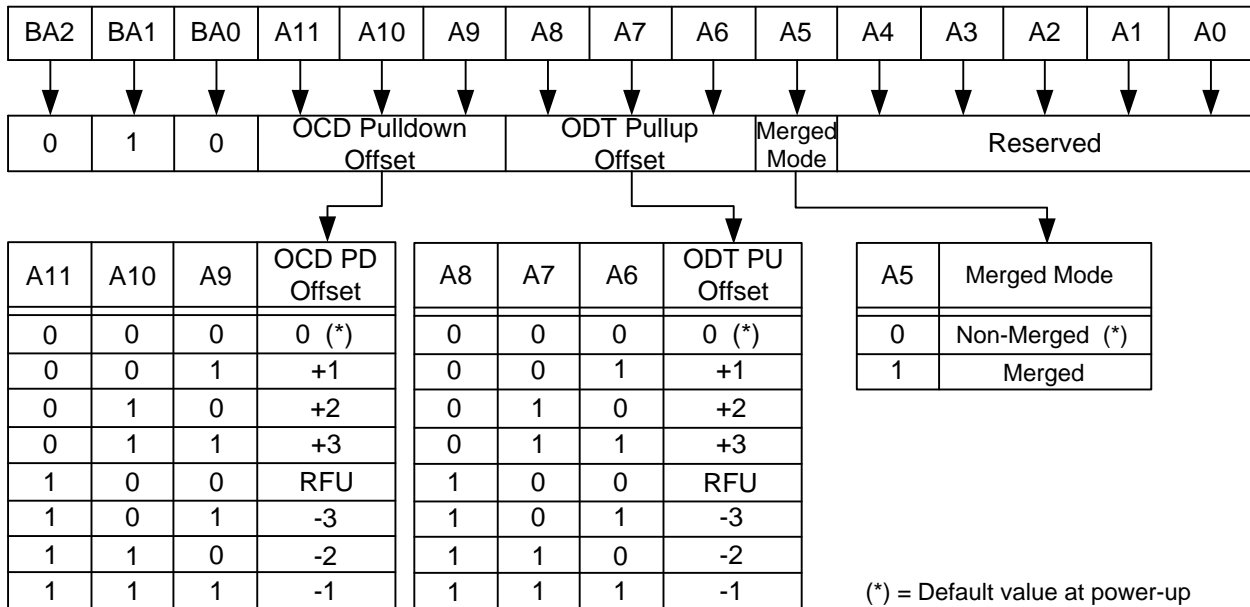 BA2 BA1 BA0 A11 A10 A9 A8 A7 A6 A5 A4 A3 A2 A1 A0
0 1 0 OCD Pulldown Offset ODT Pullup Offset Merged Mode Reserved
A11 A10 A9 OCD PD Offset
0 0 0 0 (*)
0 0 1 +1
0 1 0 +2
0 1 1 +3
1 0 0 RFU
1 0 1 -3
1 1 0 -2
1 1 1 -1
A8 A7 A6 ODT PU Offset
0 0 0 0 (*)
0 0 1 +1
0 1 0 +2
0 1 1 +3
1 0 0 RFU
1 0 1 -3
1 1 0 -2
1 1 1 -1
A5 Merged Mode
0 Non-Merged (*)
1 Merged
(*) = Default value at power-up